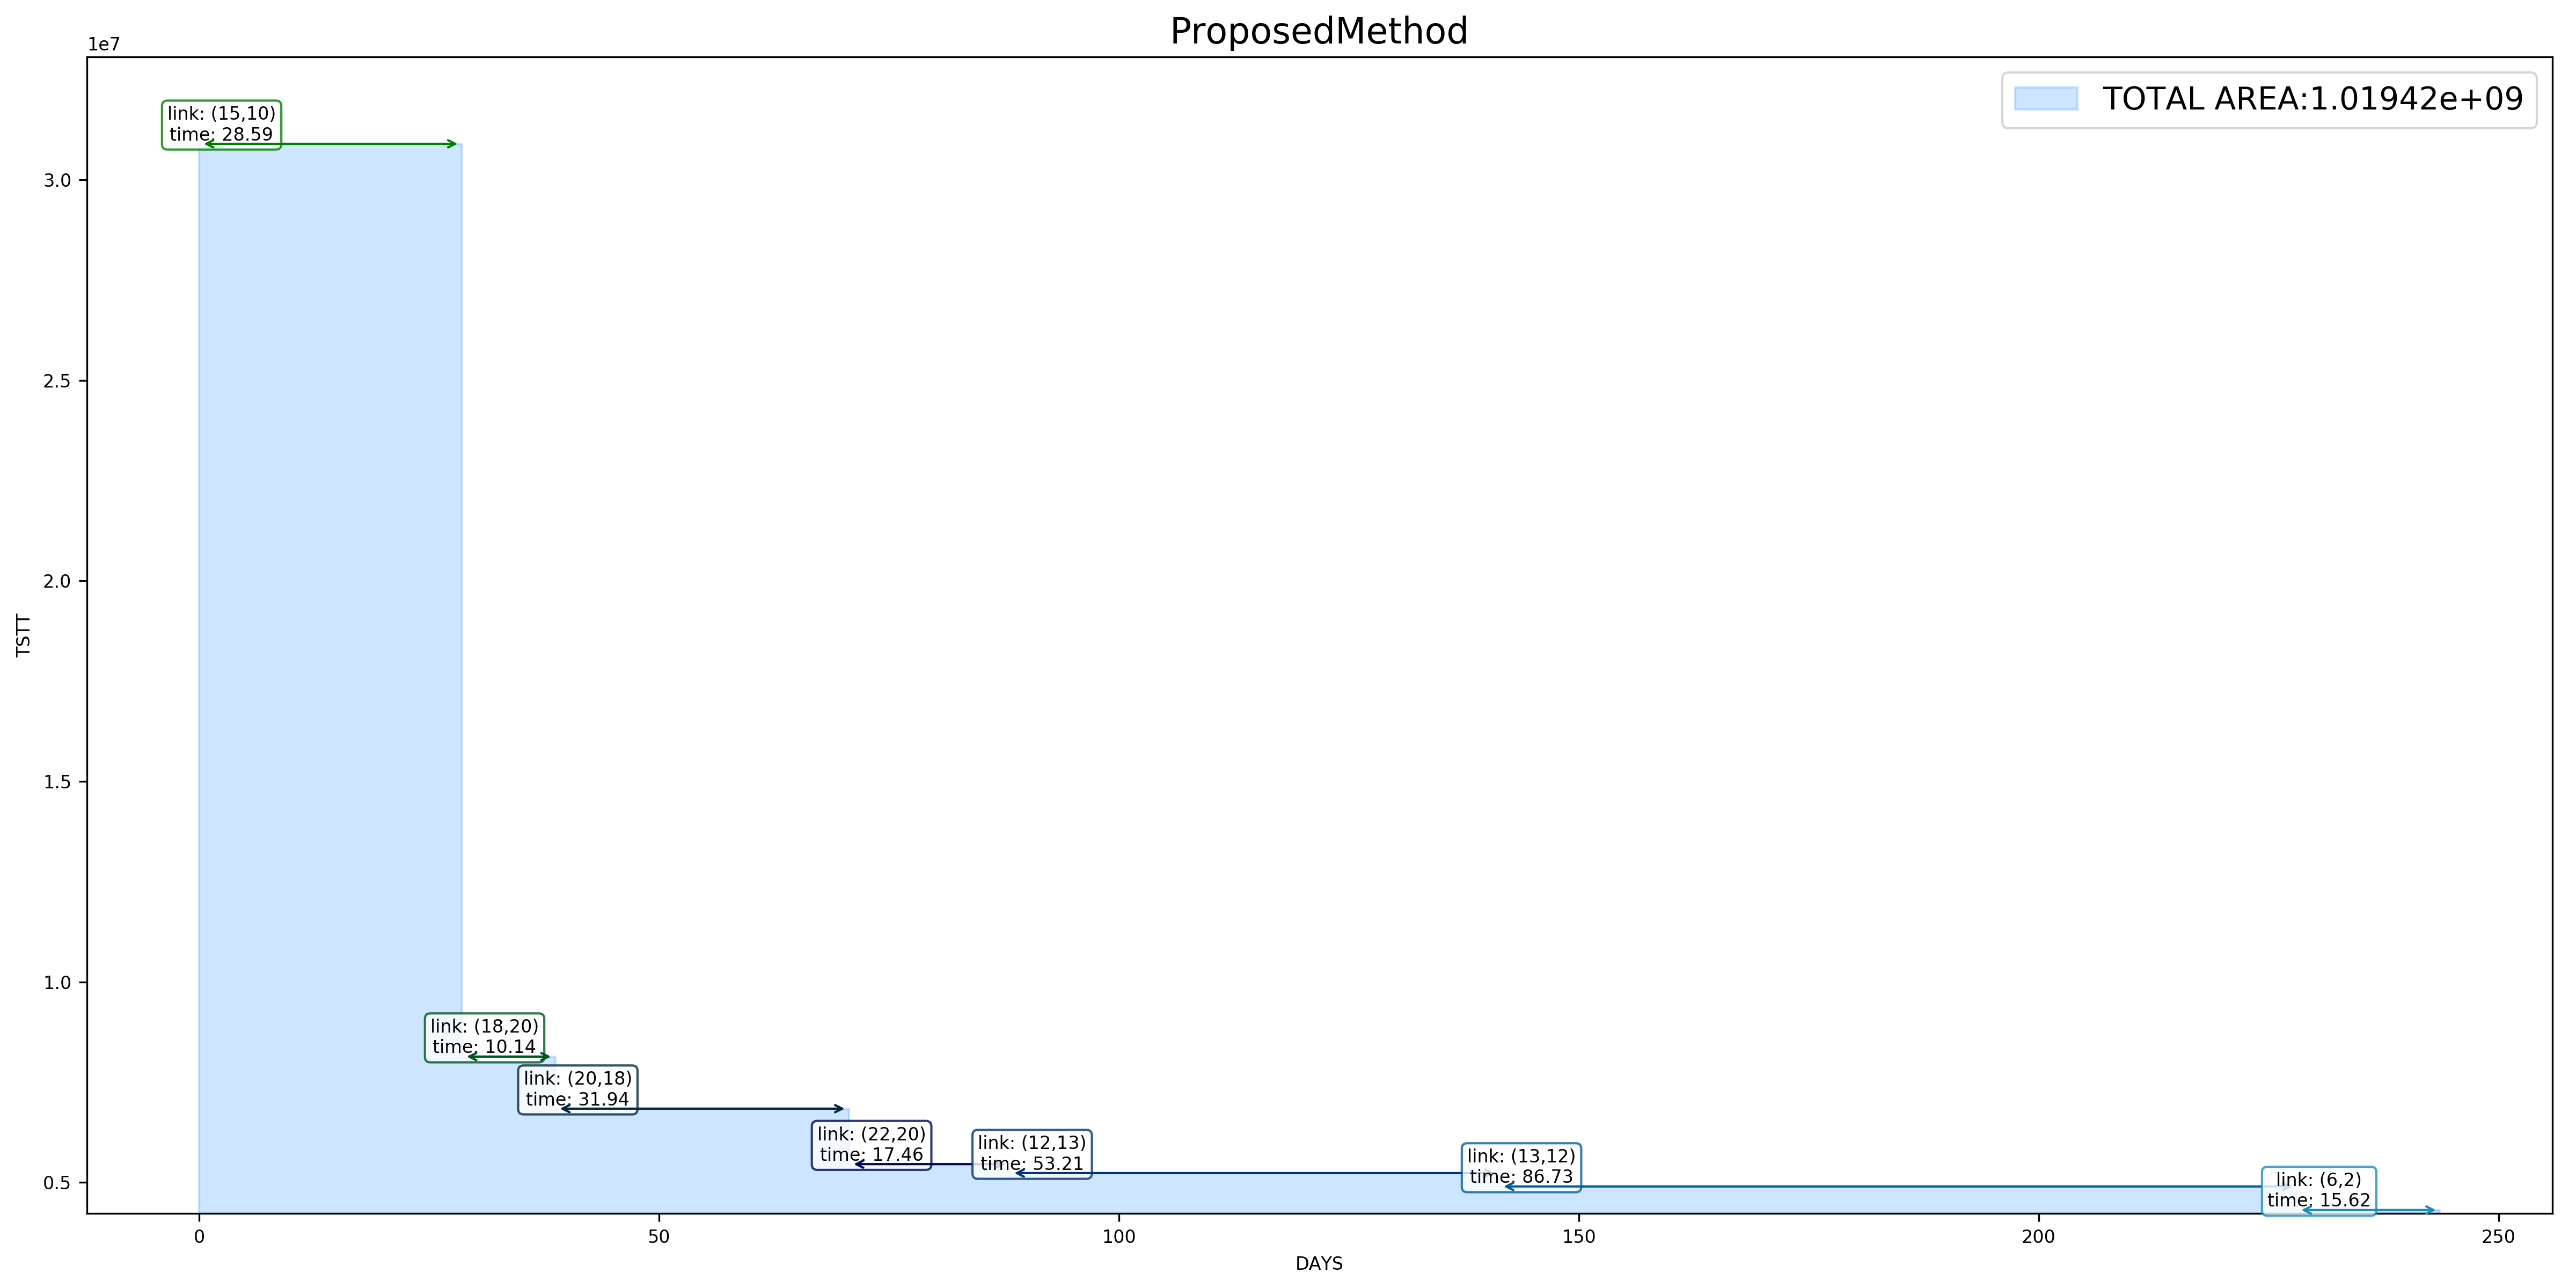 ProposedMethod
1e7
TOTAL AREA:1.01942e+09
link: (15,10)
time: 28.59
3.0
2.5
2.0
TSTT
1.5
1.0
link: (18,20)
time: 10.14
link: (20,18)
time: 31.94
link: (22,20)
time: 17.46
link: (12,13)
time: 53.21
link: (13,12)
time: 86.73
link: (6,2)
time: 15.62
0.5
0
50
100
150
200
250
DAYS